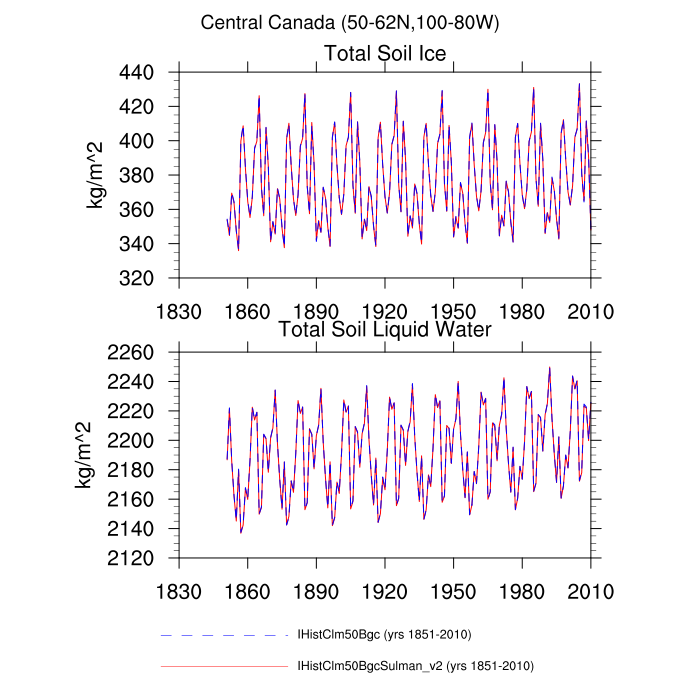 Central Canada (50-62N,100-80W)
Total Soil Ice
440
420
400
380
360
340
320
kg/m^2
1830 1860 1890 1920 1950 1980 2010
Total Soil Liquid Water
2260
2240
2220
2200
2180
2160
2140
2120
kg/m^2
1830 1860 1890 1920 1950 1980 2010
IHistClm50Bgc (yrs 1851-2010)
IHistClm50BgcSulman_v2 (yrs 1851-2010)